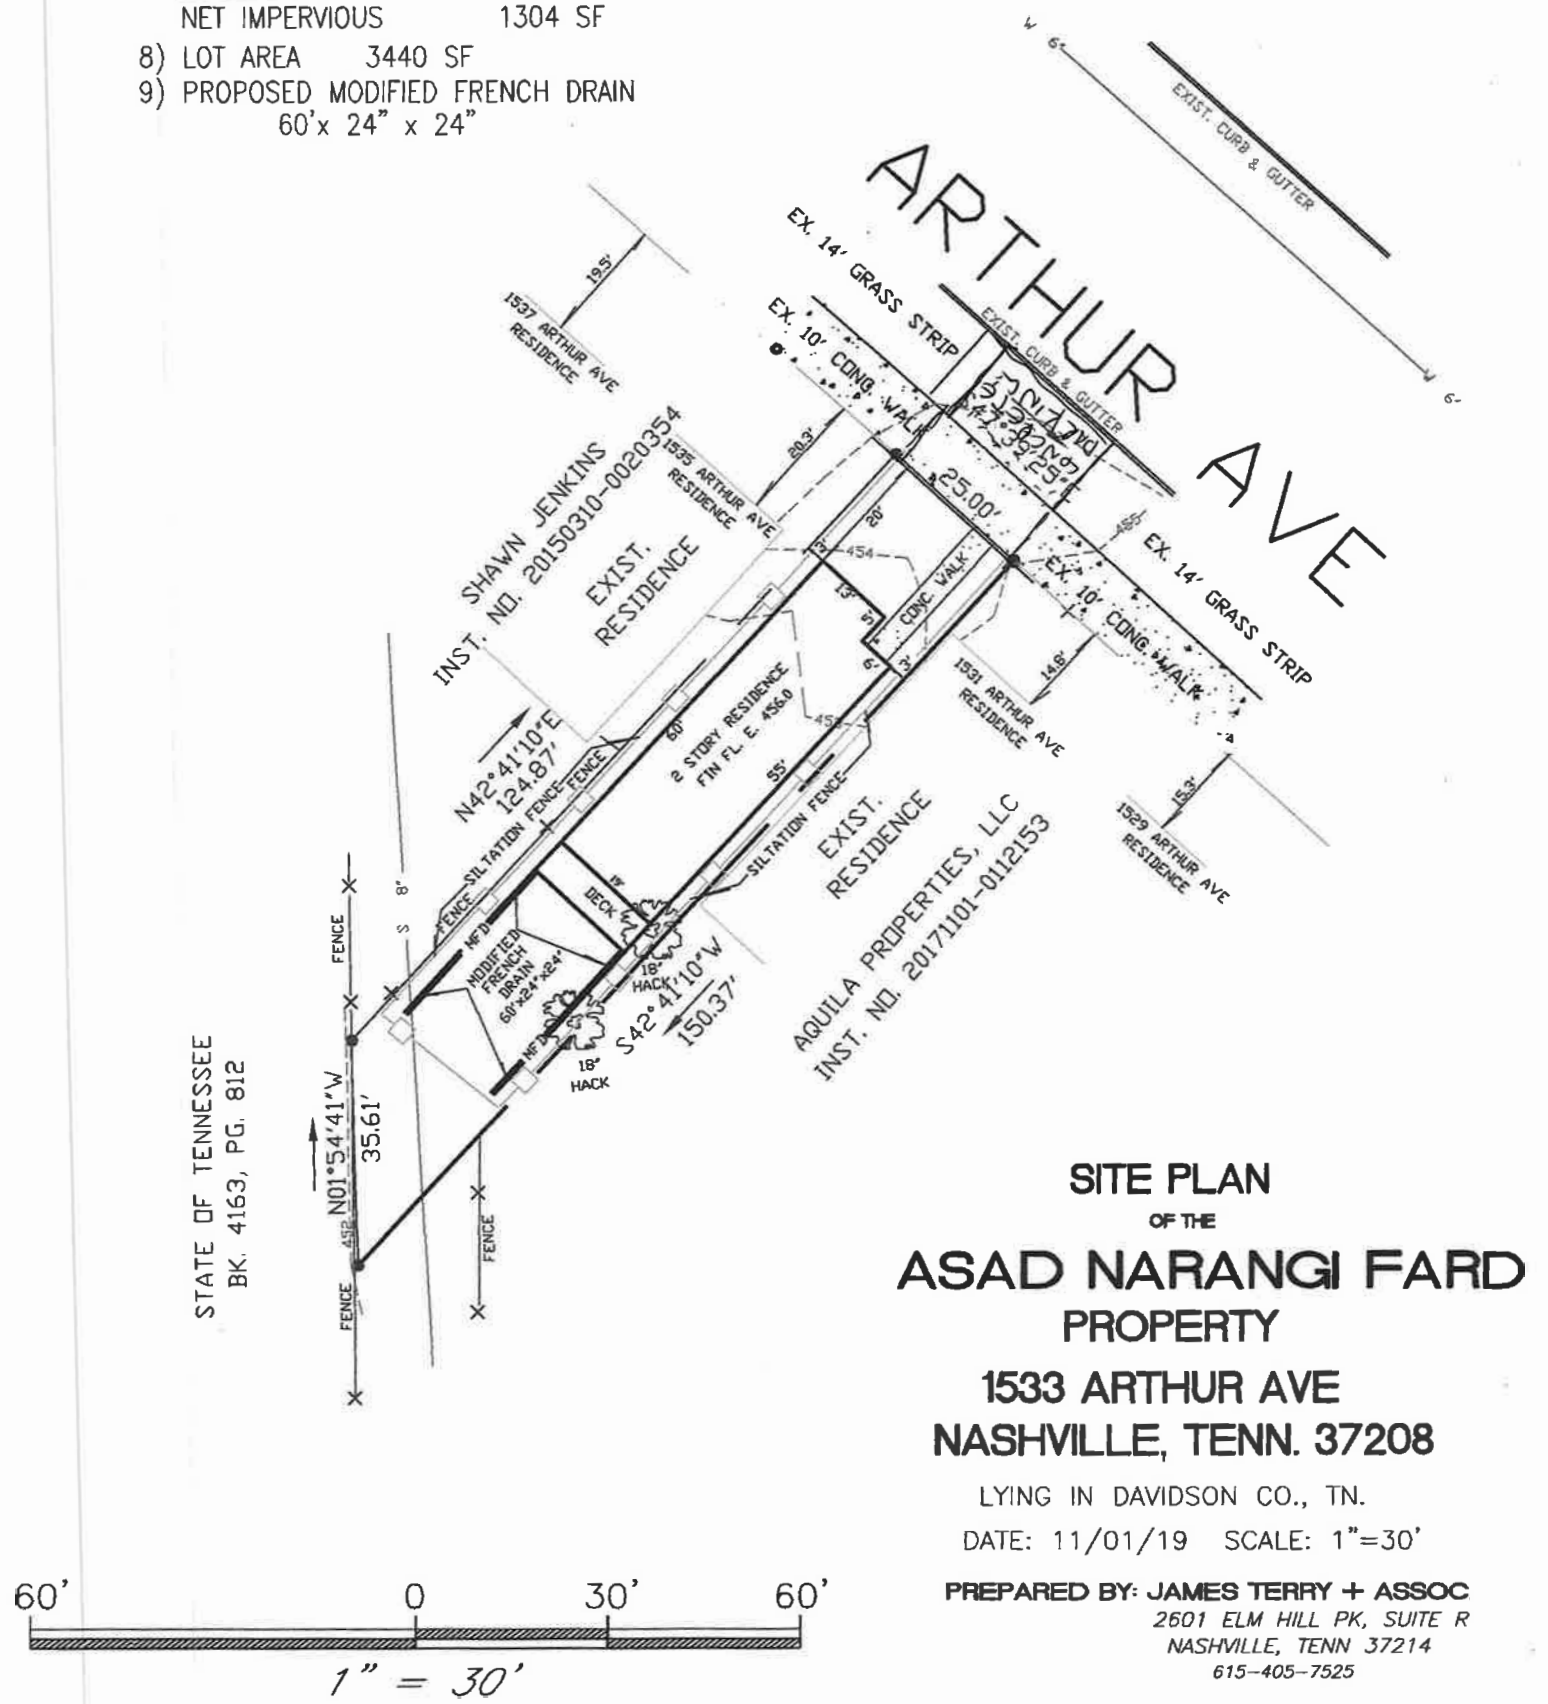 NET IMPERVIOUS 1304 SF
8) LOT AREA 3440 SF
9) PROPOSED MODIFIED FRENCH DRAIN
60'x 24" x 24"
W
6"
EXIST. CURB & GUTTER
ARTHUR AVE
EX. 14' GRASS STRIP
EX. 10' CONC. WALK
EXIST. CURB & GUTTER
19.5'
1537 ARTHUR AVE
RESIDENCE
20.3'
1535 ARTHUR AVE
RESIDENCE
W
6"
SHAWN JENKINS
INST. NO. 20150310-0020354
EXIST.
RESIDENCE
25.00'
20'
3'
454
455
CONC. WALK
13'
5'
6'
3'
EX. 14' GRASS STRIP
EX. 10' CONC. WALK
14.8'
1531 ARTHUR AVE
RESIDENCE
15.3'
1529 ARTHUR AVE
RESIDENCE
2 STORY RESIDENCE
FIN FL. E. 456.0
60'
55'
453
N42°41'10"E
124.87'
SILTATION FENCE
FENCE
FENCE
SILTATION FENCE
EXIST.
RESIDENCE
AQUILA PROPERTIES, LLC
INST. NO. 20171101-0112153
19'
DECK
MFD
MODIFIED
FRENCH
DRAIN
60'x24"x24"
MFD
18"
HACK
18"
HACK
S42°41'10"W
150.37'
S
8"
FENCE
STATE OF TENNESSEE
BK. 4163, PG. 812
N01°54'41"W
35.61'
452
FENCE
FENCE
SITE PLAN
OF THE
ASAD NARANGI FARD
PROPERTY
1533 ARTHUR AVE
NASHVILLE, TENN. 37208
LYING IN DAVIDSON CO., TN.
DATE: 11/01/19 SCALE: 1"=30'
PREPARED BY: JAMES TERRY + ASSOC
2601 ELM HILL PK, SUITE R
NASHVILLE, TENN 37214
615-405-7525
60' 0 30' 60'
1" = 30'